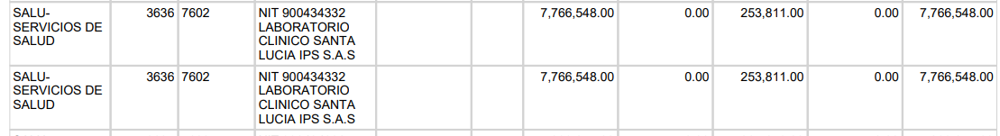 SALU- 3636 7602 NIT 900434332 7,766,548.00 0.00 253,811.00 0.00 7,766,548.00
SERVICIOS DE LABORATORIO
SALUD CLINICO SANTA
LUCIA IPS S.A.S
SALU- 3636 7602 NIT 900434332 7,766,548.00 0.00 253,811.00 0.00 7,766,548.00
SERVICIOS DE LABORATORIO
SALUD CLINICO SANTA
LUCIA IPS S.A.S